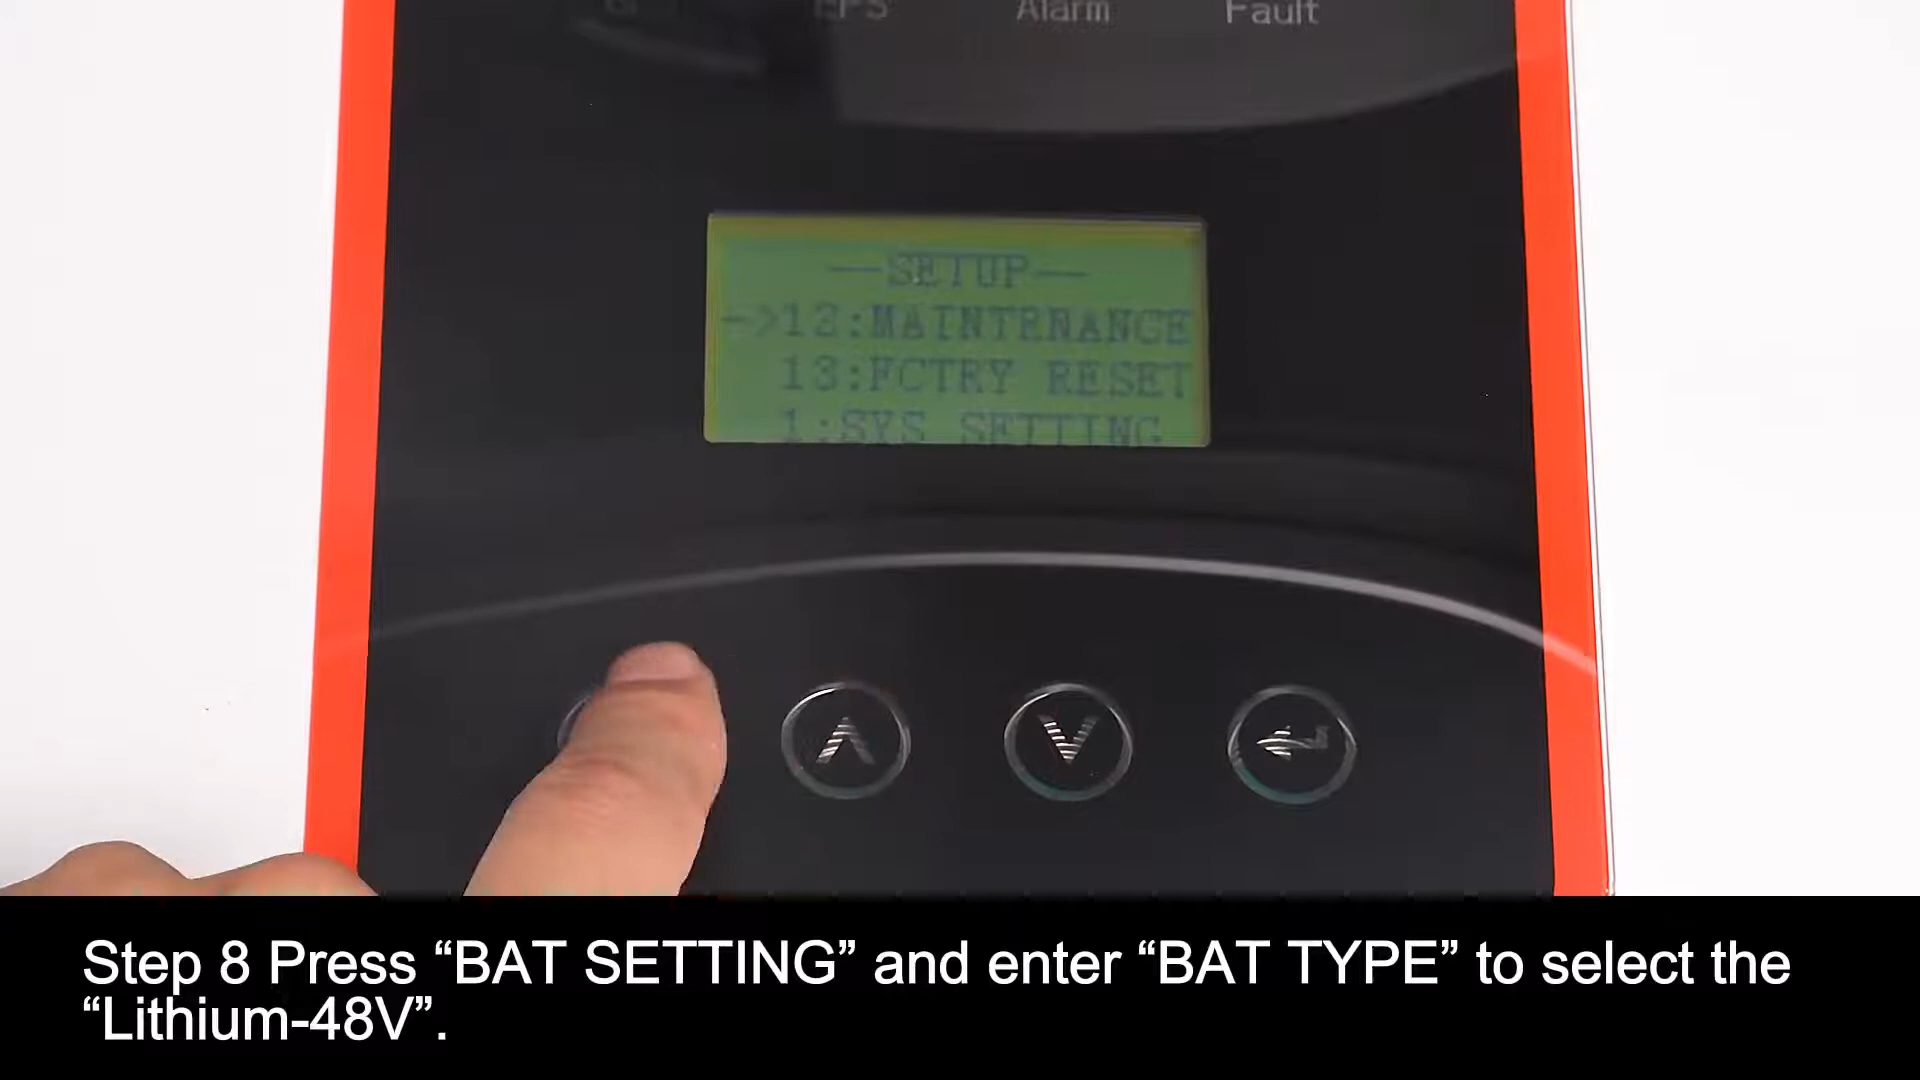 EPS Alarm Fault
—SETUP—
->12:MAINTENANCE
13:FCTRY RESET
1:SYS SETTING
Step 8 Press “BAT SETTING” and enter “BAT TYPE” to select the
“Lithium-48V”.